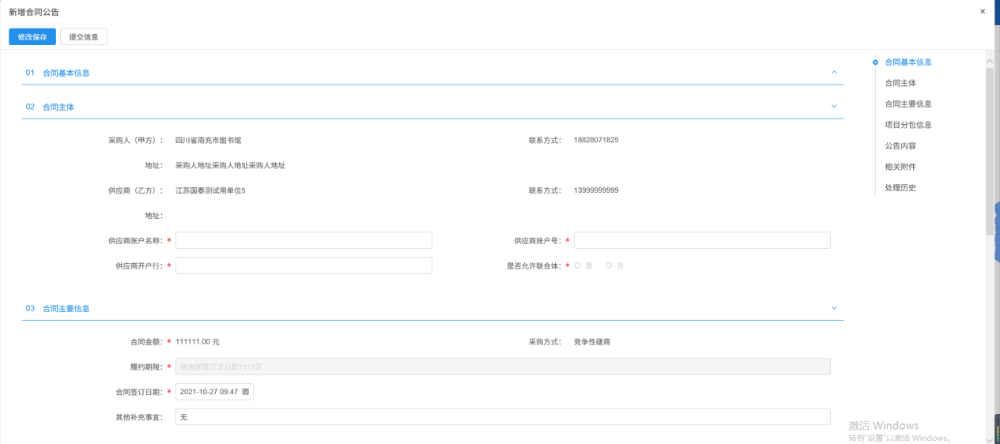 新增合同公告 ×
修改保存 提交信息
01 合同基本信息
02 合同主体
采购人（甲方）： 四川省南充市图书馆 联系方式： 18828071825
地址： 采购人地址采购人地址采购人地址
供应商（乙方）： 江苏国泰测试用单位5 联系方式： 13999999999
地址：
供应商账户名称：* 供应商账户号：*
供应商开户行：* 是否允许联合体：* 是 否
03 合同主要信息
合同金额：* 111111.00 元 采购方式： 竞争性磋商
履约期限：* 自合同签订之日起1111天
合同签订日期：* 2021-10-27 09:47
其他补充事宜： 无
合同基本信息
合同主体
合同主要信息
项目分包信息
公告内容
相关附件
处理历史
激活 Windows
转到"设置"以激活 Windows。